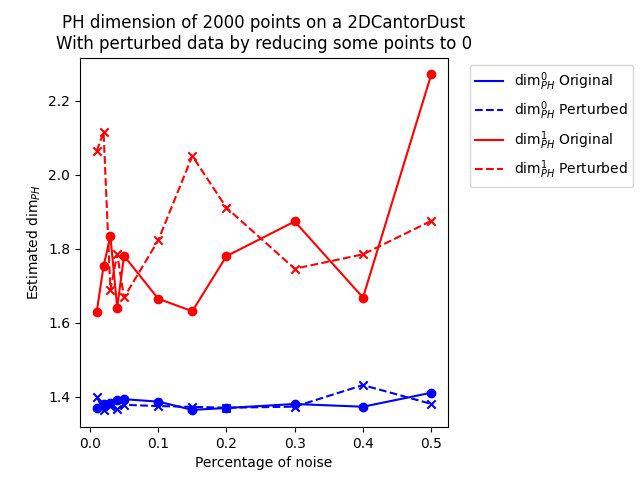 PH dimension of 2000 points on a 2DCantorDust
With perturbed data by reducing some points to 0
Estimated dim_{PH}
2.2
2.0
1.8
1.6
1.4
0.0 0.1 0.2 0.3 0.4 0.5
Percentage of noise
dim^0_{PH} Original
dim^0_{PH} Perturbed
dim^1_{PH} Original
dim^1_{PH} Perturbed